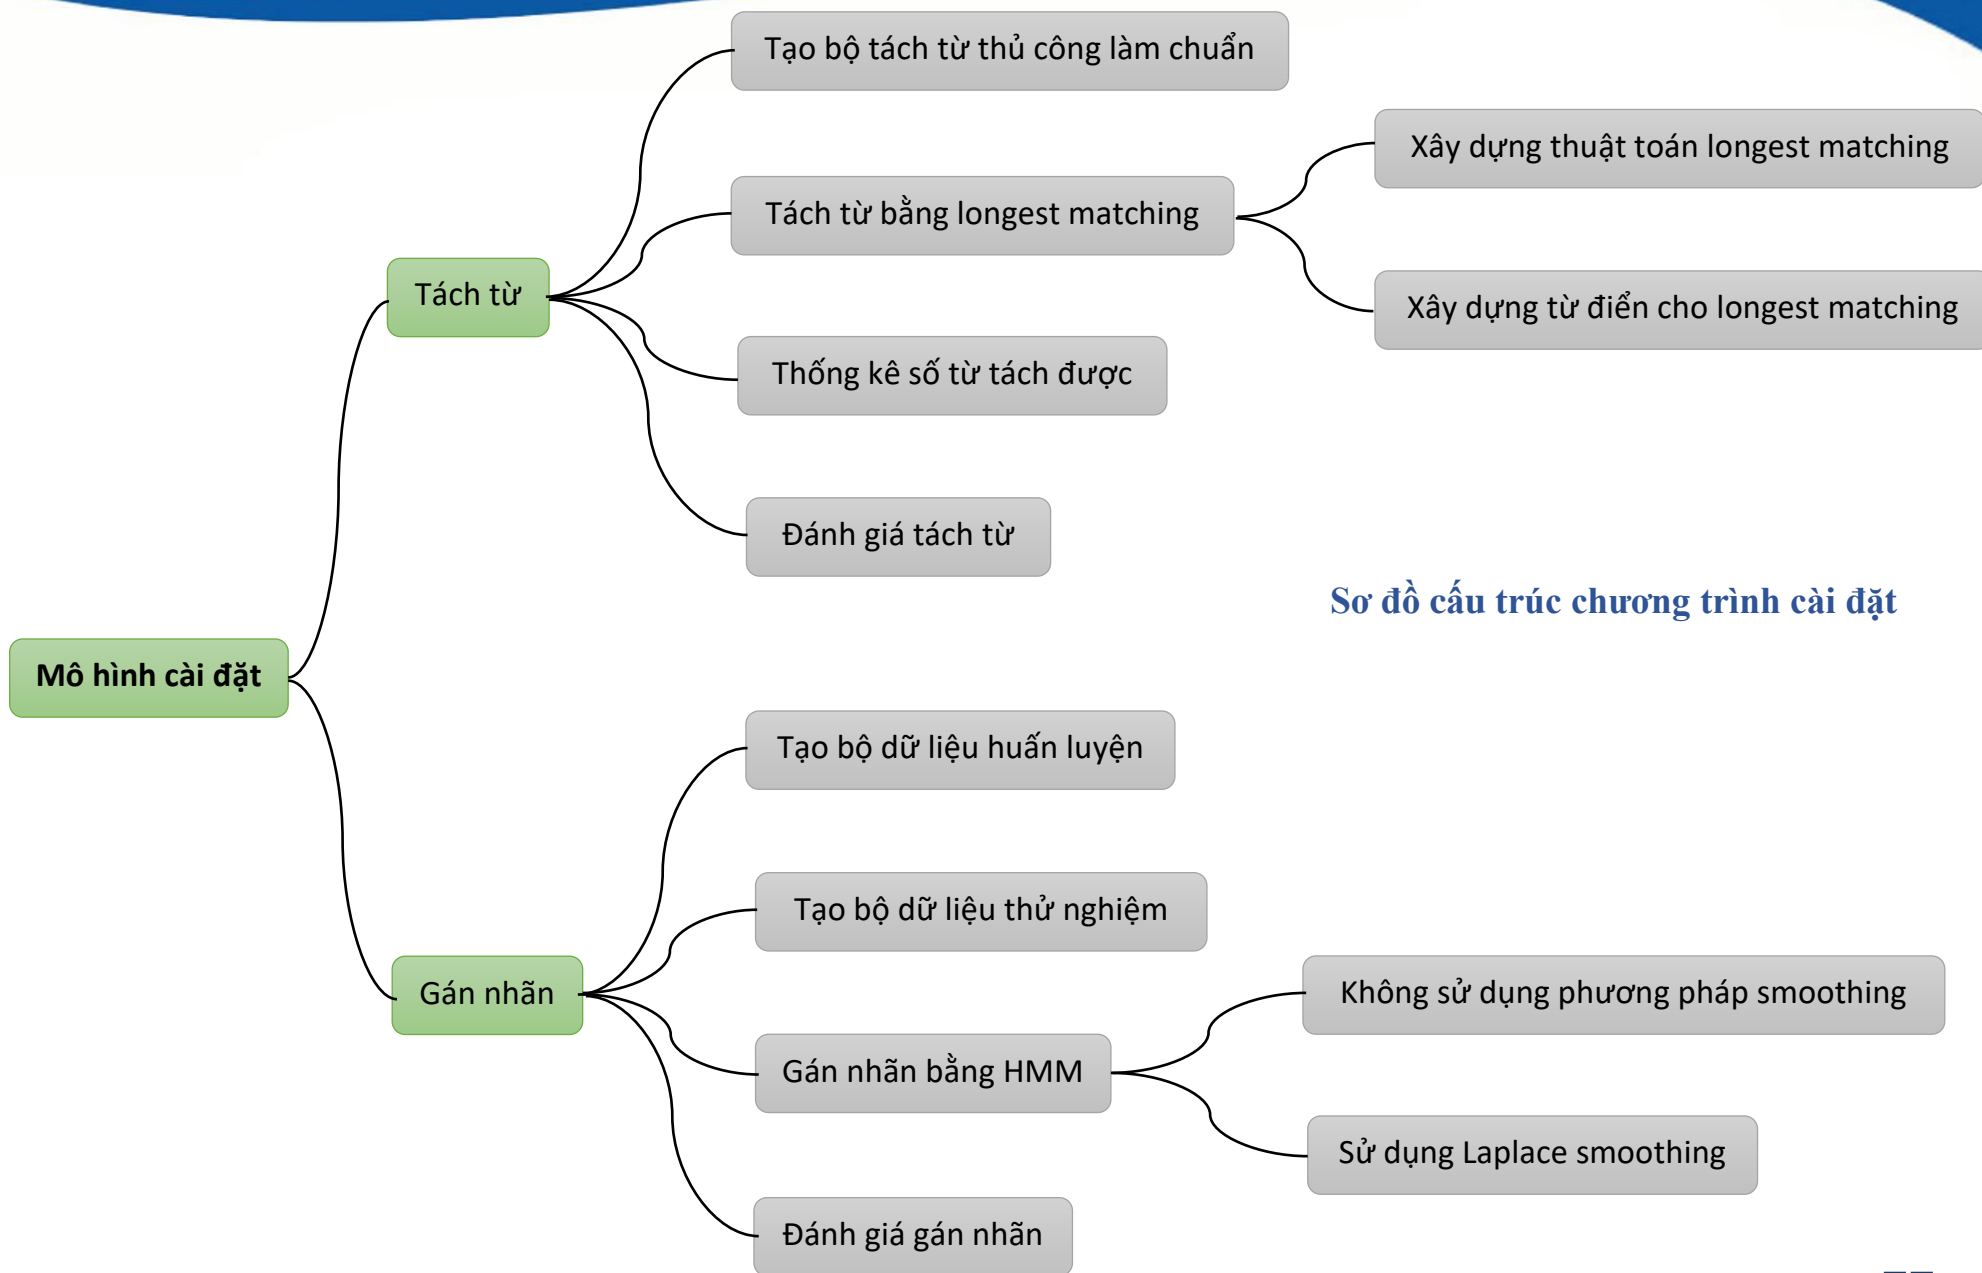 Tạo bộ tách từ thủ công làm chuẩn
Xây dựng thuật toán longest matching
Tách từ bằng longest matching
Tách từ
Xây dựng từ điển cho longest matching
Thống kê số từ tách được
Đánh giá tách từ
Sơ đồ cấu trúc chương trình cài đặt
Mô hình cài đặt
Tạo bộ dữ liệu huấn luyện
Tạo bộ dữ liệu thử nghiệm
Gán nhãn
Không sử dụng phương pháp smoothing
Gán nhãn bằng HMM
Sử dụng Laplace smoothing
Đánh giá gán nhãn